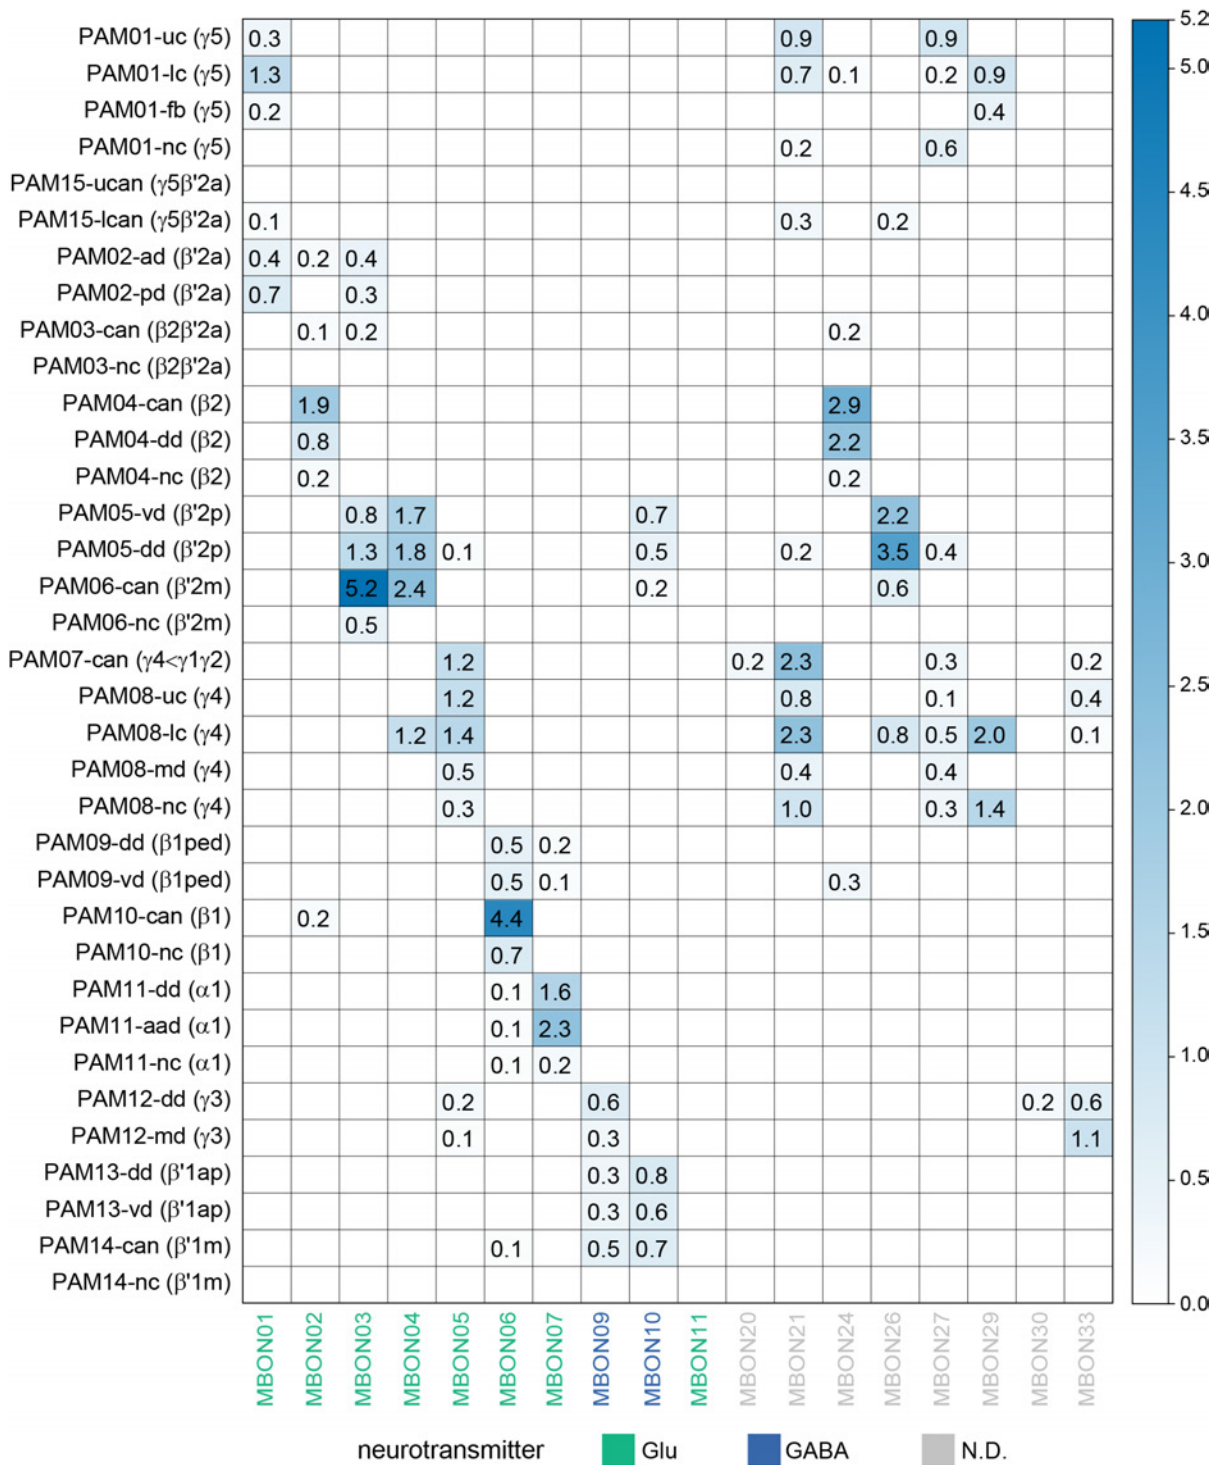 PAM01-uc (γ5) 0.3 0.9 0.9
PAM01-lc (γ5) 1.3 0.7 0.1 0.2 0.9
PAM01-fb (γ5) 0.2 0.4
PAM01-nc (γ5) 0.2 0.6
PAM15-ucan (γ5β'2a)
PAM15-lcan (γ5β'2a) 0.1 0.3 0.2
PAM02-ad (β'2a) 0.4 0.2 0.4
PAM02-pd (β'2a) 0.7 0.3
PAM03-can (β2β'2a) 0.1 0.2 0.2
PAM03-nc (β2β'2a)
PAM04-can (β2) 1.9 2.9
PAM04-dd (β2) 0.8 2.2
PAM04-nc (β2) 0.2 0.2
PAM05-vd (β'2p) 0.8 1.7 0.7 2.2
PAM05-dd (β'2p) 1.3 1.8 0.1 0.5 0.2 3.5 0.4
PAM06-can (β'2m) 5.2 2.4 0.2 0.6
PAM06-nc (β'2m) 0.5
PAM07-can (γ4<γ1γ2) 1.2 0.2 2.3 0.3 0.2
PAM08-uc (γ4) 1.2 0.8 0.1 0.4
PAM08-lc (γ4) 1.2 1.4 2.3 0.8 0.5 2.0 0.1
PAM08-md (γ4) 0.5 0.4 0.4
PAM08-nc (γ4) 0.3 1.0 0.3 1.4
PAM09-dd (β1ped) 0.5 0.2
PAM09-vd (β1ped) 0.5 0.1 0.3
PAM10-can (β1) 0.2 4.4
PAM10-nc (β1) 0.7
PAM11-dd (α1) 0.1 1.6
PAM11-aad (α1) 0.1 2.3
PAM11-nc (α1) 0.1 0.2
PAM12-dd (γ3) 0.2 0.6 0.2 0.6
PAM12-md (γ3) 0.1 0.3 1.1
PAM13-dd (β'1ap) 0.3 0.8
PAM13-vd (β'1ap) 0.3 0.6
PAM14-can (β'1m) 0.1 0.5 0.7
PAM14-nc (β'1m)
MBON01
MBON02
MBON03
MBON04
MBON05
MBON06
MBON07
MBON09
MBON10
MBON11
MBON20
MBON21
MBON24
MBON26
MBON27
MBON29
MBON30
MBON33
5.2
5.0
4.5
4.0
3.5
3.0
2.5
2.0
1.5
1.0
0.5
0.0
neurotransmitter Glu GABA N.D.